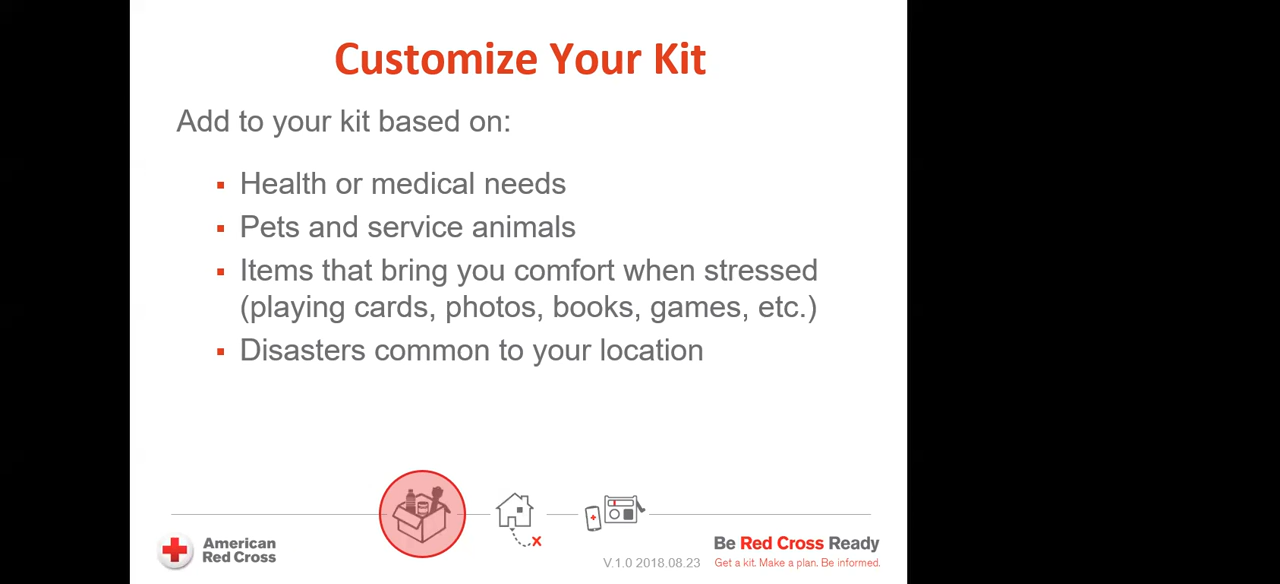 Customize Your Kit
Add to your kit based on:
▪ Health or medical needs
▪ Pets and service animals
▪ Items that bring you comfort when stressed
(playing cards, photos, books, games, etc.)
▪ Disasters common to your location
American
Red Cross
V.1.0 2018.08.23
Be Red Cross Ready
Get a kit. Make a plan. Be informed.